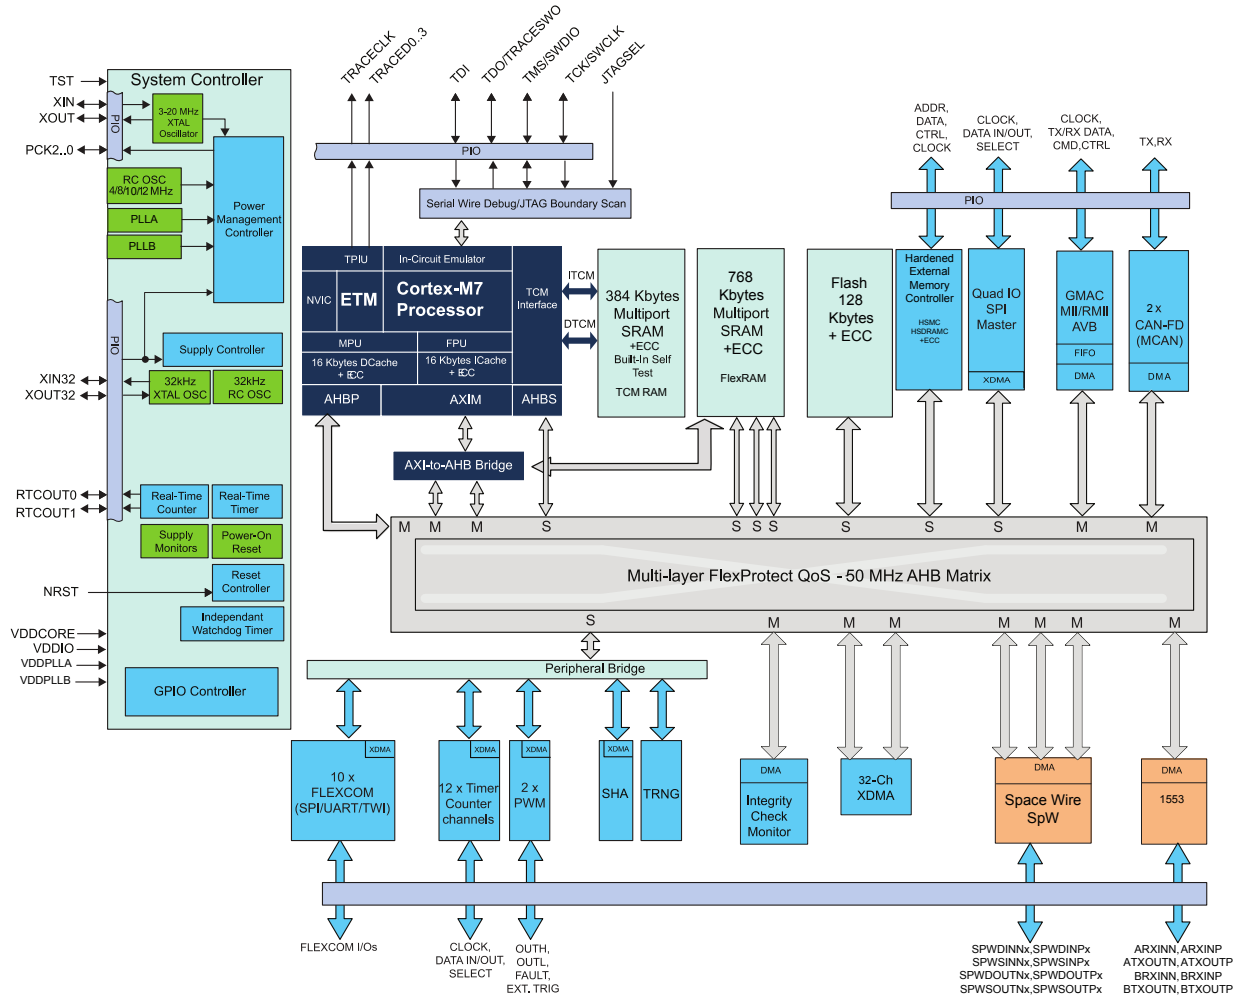 System Controller
TST
XIN
XOUT
PCK2..0
PIO
3-20 MHz
XTAL
Oscillator
RC OSC
4/8/10/12 MHz
PLLA
PLLB
Power
Management
Controller
PIO
Supply Controller
XIN32
XOUT32
32kHz
XTAL OSC
32kHz
RC OSC
RTCOUT0
RTCOUT1
Real-Time
Counter
Real-Time
Timer
Supply
Monitors
Power-On
Reset
NRST
Reset
Controller
Independant
Watchdog Timer
VDDCORE
VDDIO
VDDPLLA
VDDPLLB
GPIO Controller
TRACECLK
TRACED0..3
TDI
TDO/TRACESWO
TMS/SWDIO
TCK/SWCLK
JTAGSEL
PIO
Serial Wire Debug/JTAG Boundary Scan
TPIU
In-Circuit Emulator
NVIC
ETM
Cortex-M7
Processor
TCM
Interface
MPU
FPU
16 Kbytes DCache
+ ECC
16 Kbytes ICache
+ ECC
AHBP
AXIM
AHBS
ITCM
DTCM
384 Kbytes
Multiport
SRAM
+ECC
Built-In Self
Test
TCM RAM
768
Kbytes
Multiport
SRAM
+ECC
FlexRAM
Flash
128
Kbytes
+ ECC
ADDR,
DATA,
CTRL,
CLOCK
CLOCK,
DATA IN/OUT,
SELECT
CLOCK,
TX/RX DATA,
CMD,CTRL
TX,RX
PIO
Hardened
External
Memory
Controller
HSMC
HSDRAMC
+ECC
Quad IO
SPI
Master
XDMA
GMAC
MII/RMII
AVB
FIFO
DMA
2 x
CAN-FD
(MCAN)
DMA
AXI-to-AHB Bridge
M M M S S S S S S S M M
Multi-layer FlexProtect QoS - 50 MHz AHB Matrix
S M M M M M M M
Peripheral Bridge
XDMA
10 x
FLEXCOM
(SPI/UART/TWI)
XDMA
12 x Timer
Counter
channels
XDMA
2 x
PWM
XDMA
SHA
TRNG
DMA
Integrity
Check
Monitor
32-Ch
XDMA
DMA
Space Wire
SpW
DMA
1553
FLEXCOM I/Os
CLOCK,
DATA IN/OUT,
SELECT
OUTH,
OUTL,
FAULT,
EXT. TRIG
SPWDINNx,SPWDINPx
SPWSINNx,SPWSINPx
SPWDOUTNx,SPWDOUTPx
SPWSOUTNx,SPWSOUTPx
ARXINN, ARXINP
ATXOUTN, ATXOUTP
BRXINN, BRXINP
BTXOUTN, BTXOUTP